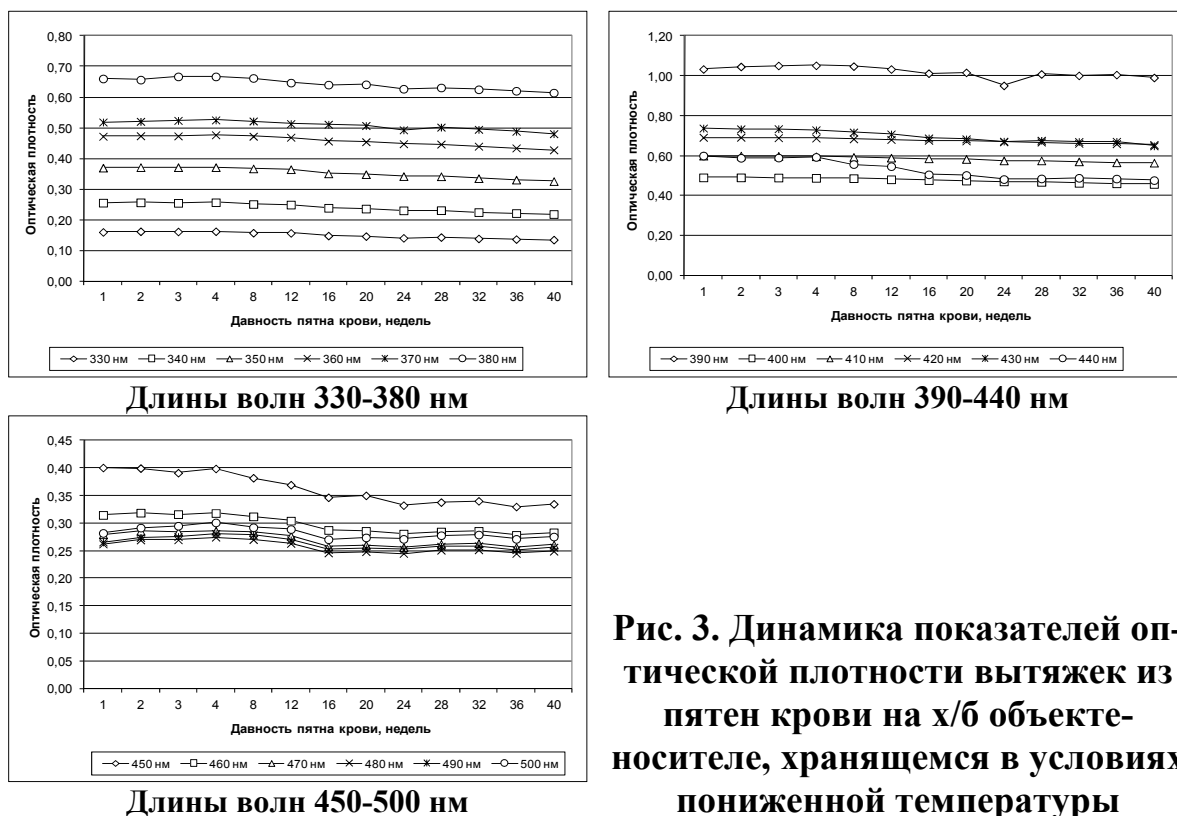 0,80
0,70
0,60
0,50
0,40
0,30
0,20
0,10
0,00
Оптическая плотность
1 2 3 4 8 12 16 20 24 28 32 36 40
Давность пятна крови, недель
330 нм 340 нм 350 нм 360 нм 370 нм 380 нм
Длины волн 330-380 нм
1,20
1,00
0,80
0,60
0,40
0,20
0,00
Оптическая плотность
1 2 3 4 8 12 16 20 24 28 32 36 40
Давность пятна крови, недель
390 нм 400 нм 410 нм 420 нм 430 нм 440 нм
Длины волн 390-440 нм
0,45
0,40
0,35
0,30
0,25
0,20
0,15
0,10
0,05
0,00
Оптическая плотность
1 2 3 4 8 12 16 20 24 28 32 36 40
Давность пятна крови, недель
450 нм 460 нм 470 нм 480 нм 490 нм 500 нм
Длины волн 450-500 нм
Рис. 3. Динамика показателей оп-
тической плотности вытяжек из
пятен крови на х/б объекте-
носителе, хранящемся в условиях
пониженной температуры